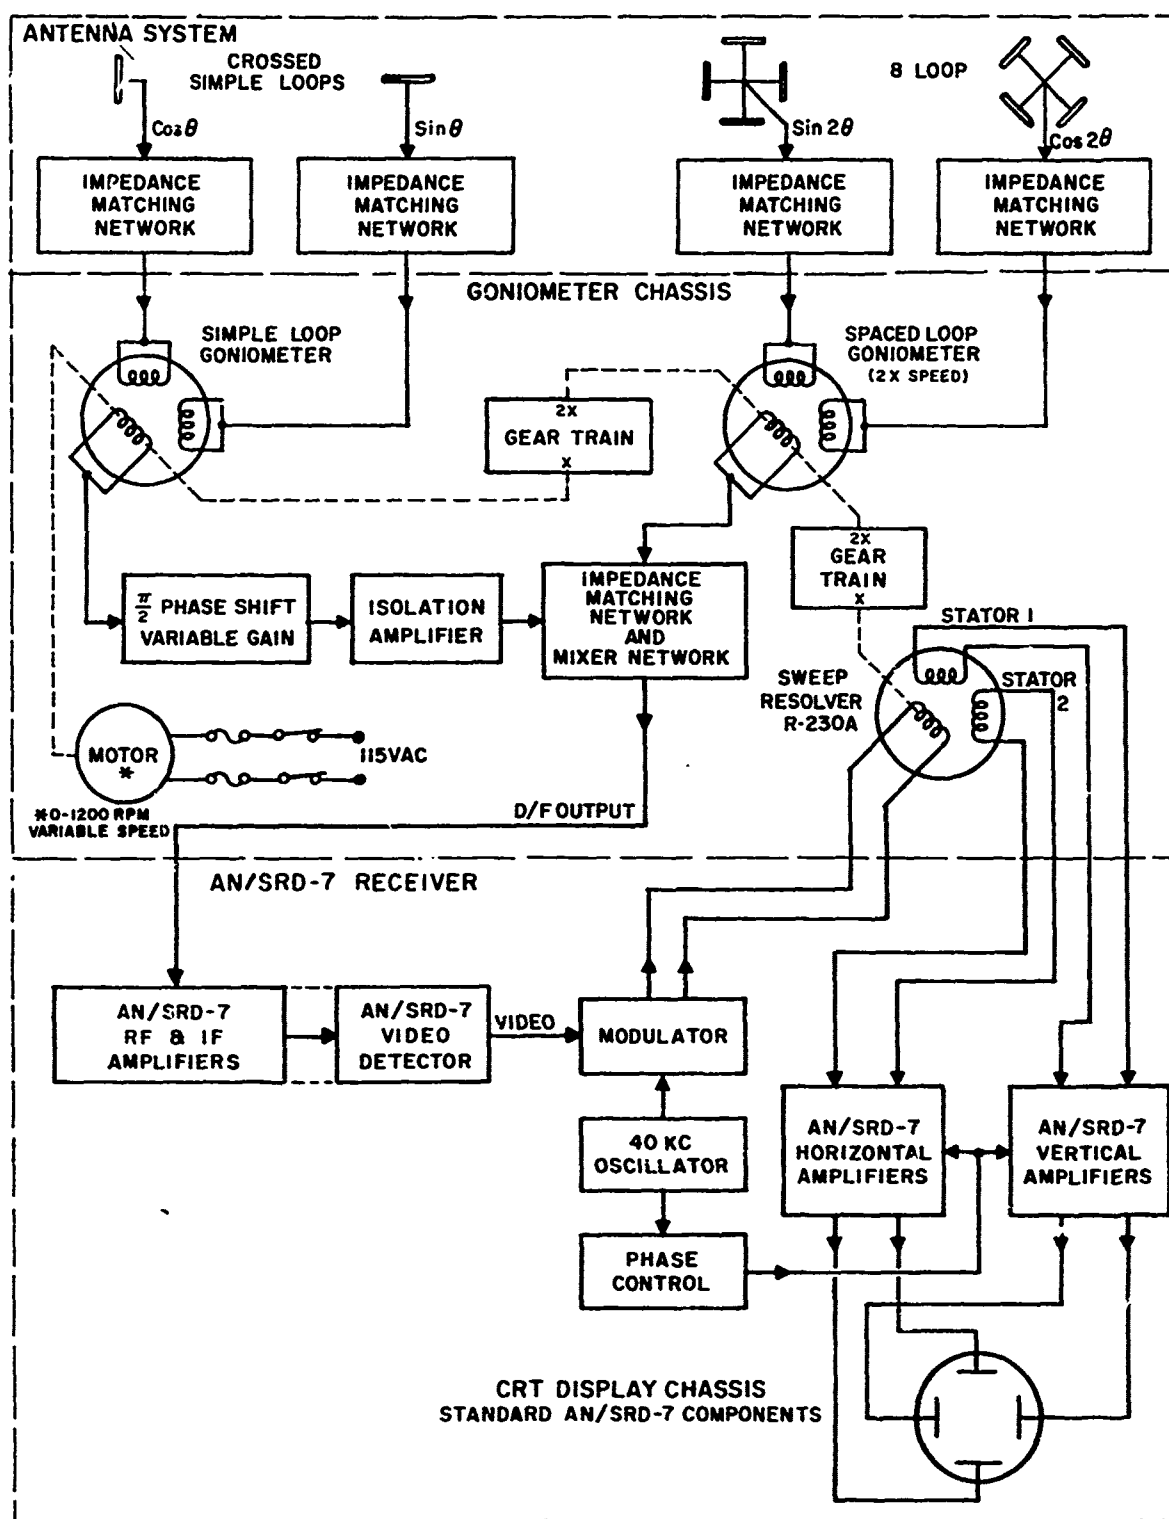 ANTENNA SYSTEM
CROSSED
SIMPLE LOOPS
8 LOOP
Cosθ
Sinθ
Sin 2θ
Cos 2θ
IMPEDANCE
MATCHING
NETWORK
IMPEDANCE
MATCHING
NETWORK
IMPEDANCE
MATCHING
NETWORK
IMPEDANCE
MATCHING
NETWORK
GONIOMETER CHASSIS
SIMPLE LOOP
GONIOMETER
SPACED LOOP
GONIOMETER
(2X SPEED)
2X
GEAR TRAIN
X
2X
GEAR
TRAIN
X
π/2 PHASE SHIFT
VARIABLE GAIN
ISOLATION
AMPLIFIER
IMPEDANCE
MATCHING
NETWORK
AND
MIXER NETWORK
STATOR 1
STATOR
2
SWEEP
RESOLVER
R-230A
MOTOR
*
115VAC
*0-1200 RPM
VARIABLE SPEED
D/F OUTPUT
AN/SRD-7 RECEIVER
AN/SRD-7
RF & IF
AMPLIFIERS
AN/SRD-7
VIDEO
DETECTOR
VIDEO
MODULATOR
40 KC
OSCILLATOR
PHASE
CONTROL
AN/SRD-7
HORIZONTAL
AMPLIFIERS
AN/SRD-7
VERTICAL
AMPLIFIERS
CRT DISPLAY CHASSIS
STANDARD AN/SRD-7 COMPONENTS